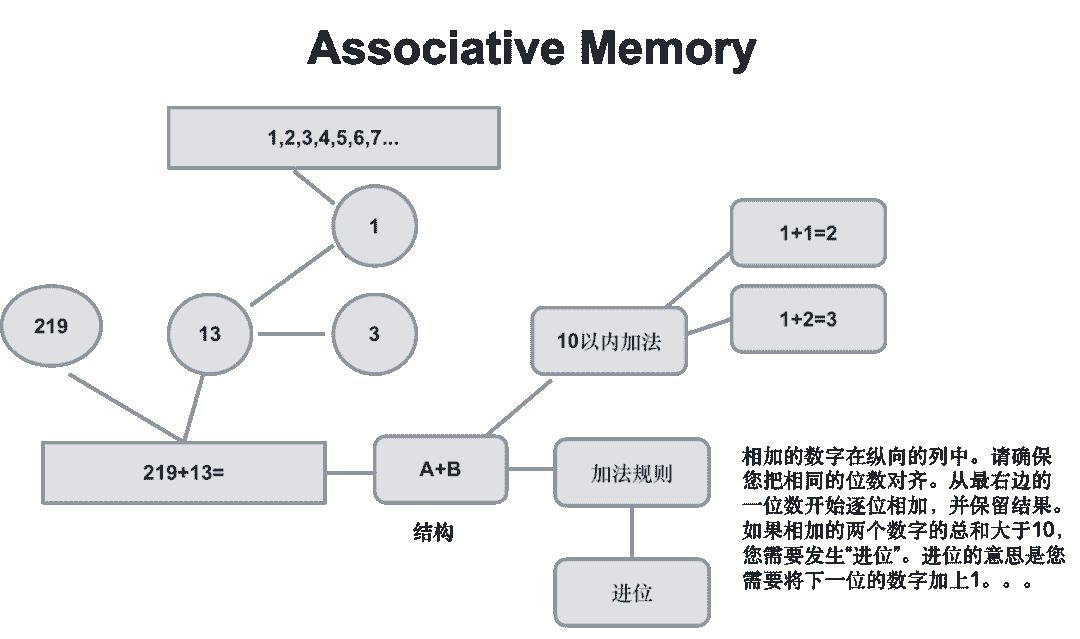 Associative Memory
1,2,3,4,5,6,7...
1
219
13
3
1+1=2
1+2=3
10以内加法
219+13=
A+B
结构
加法规则
进位
相加的数字在纵向的列中。请确保
您把相同的位数对齐。从最右边的
一位数开始逐位相加，并保留结果。
如果相加的两个数字的总和大于10，
您需要发生“进位”。进位的意思是您
需要将下一位的数字加上1。。。